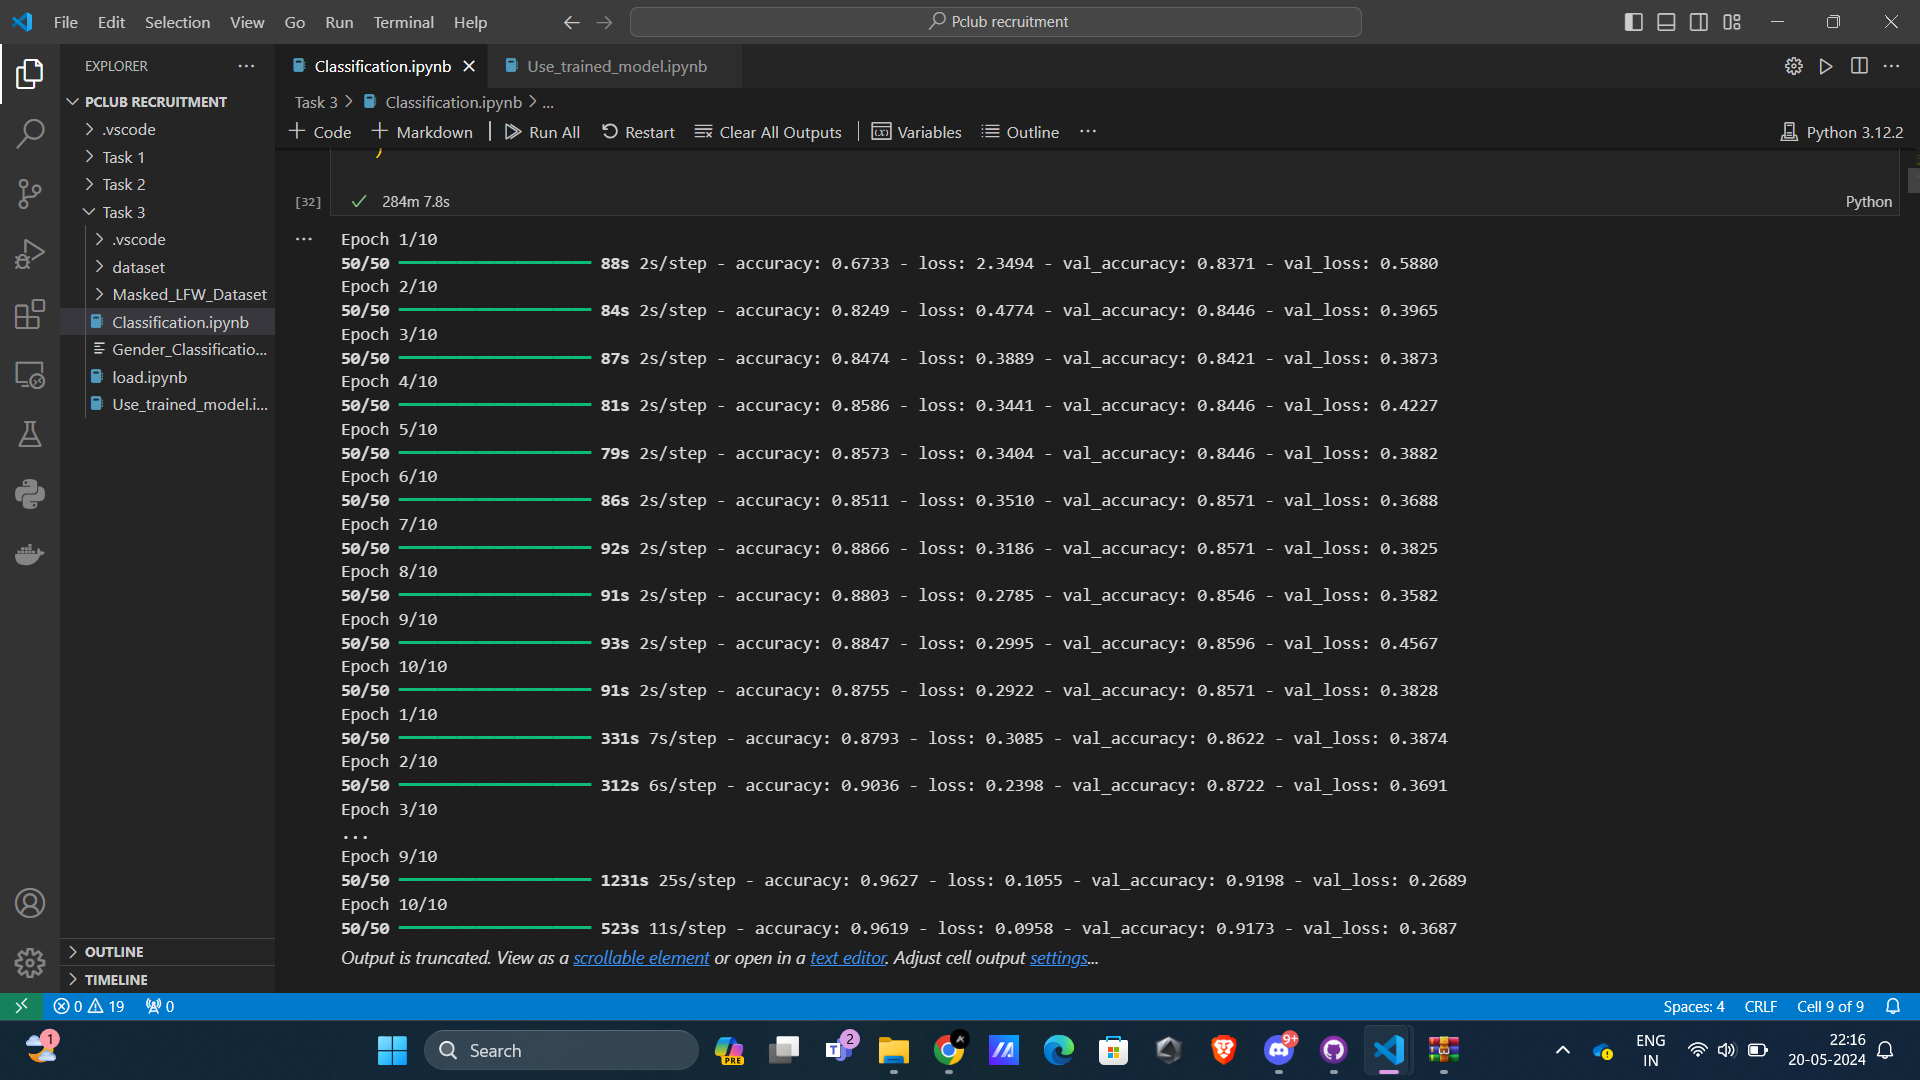 File Edit Selection View Go Run Terminal Help
Pclub recruitment
EXPLORER
PCLUB RECRUITMENT
.vscode
Task 1
Task 2
Task 3
.vscode
dataset
Masked_LFW_Dataset
Classification.ipynb
Gender_Classificatio...
load.ipynb
Use_trained_model.i...
OUTLINE
TIMELINE
Classification.ipynb
Use_trained_model.ipynb
Task 3 > Classification.ipynb > ...
+ Code + Markdown | Run All Restart Clear All Outputs | Variables Outline ...
Python 3.12.2
)
[32] 284m 7.8s
Python
Epoch 1/10
50/50 88s 2s/step - accuracy: 0.6733 - loss: 2.3494 - val_accuracy: 0.8371 - val_loss: 0.5880
Epoch 2/10
50/50 84s 2s/step - accuracy: 0.8249 - loss: 0.4774 - val_accuracy: 0.8446 - val_loss: 0.3965
Epoch 3/10
50/50 87s 2s/step - accuracy: 0.8474 - loss: 0.3889 - val_accuracy: 0.8421 - val_loss: 0.3873
Epoch 4/10
50/50 81s 2s/step - accuracy: 0.8586 - loss: 0.3441 - val_accuracy: 0.8446 - val_loss: 0.4227
Epoch 5/10
50/50 79s 2s/step - accuracy: 0.8573 - loss: 0.3404 - val_accuracy: 0.8446 - val_loss: 0.3882
Epoch 6/10
50/50 86s 2s/step - accuracy: 0.8511 - loss: 0.3510 - val_accuracy: 0.8571 - val_loss: 0.3688
Epoch 7/10
50/50 92s 2s/step - accuracy: 0.8866 - loss: 0.3186 - val_accuracy: 0.8571 - val_loss: 0.3825
Epoch 8/10
50/50 91s 2s/step - accuracy: 0.8803 - loss: 0.2785 - val_accuracy: 0.8546 - val_loss: 0.3582
Epoch 9/10
50/50 93s 2s/step - accuracy: 0.8847 - loss: 0.2995 - val_accuracy: 0.8596 - val_loss: 0.4567
Epoch 10/10
50/50 91s 2s/step - accuracy: 0.8755 - loss: 0.2922 - val_accuracy: 0.8571 - val_loss: 0.3828
Epoch 1/10
50/50 331s 7s/step - accuracy: 0.8793 - loss: 0.3085 - val_accuracy: 0.8622 - val_loss: 0.3874
Epoch 2/10
50/50 312s 6s/step - accuracy: 0.9036 - loss: 0.2398 - val_accuracy: 0.8722 - val_loss: 0.3691
Epoch 3/10
...
Epoch 9/10
50/50 1231s 25s/step - accuracy: 0.9627 - loss: 0.1055 - val_accuracy: 0.9198 - val_loss: 0.2689
Epoch 10/10
50/50 523s 11s/step - accuracy: 0.9619 - loss: 0.0958 - val_accuracy: 0.9173 - val_loss: 0.3687
Output is truncated. View as a scrollable element or open in a text editor. Adjust cell output settings...
0 19 0
Spaces: 4 CRLF Cell 9 of 9
1
Search
PRE
2
9+
ENG
IN
22:16
20-05-2024